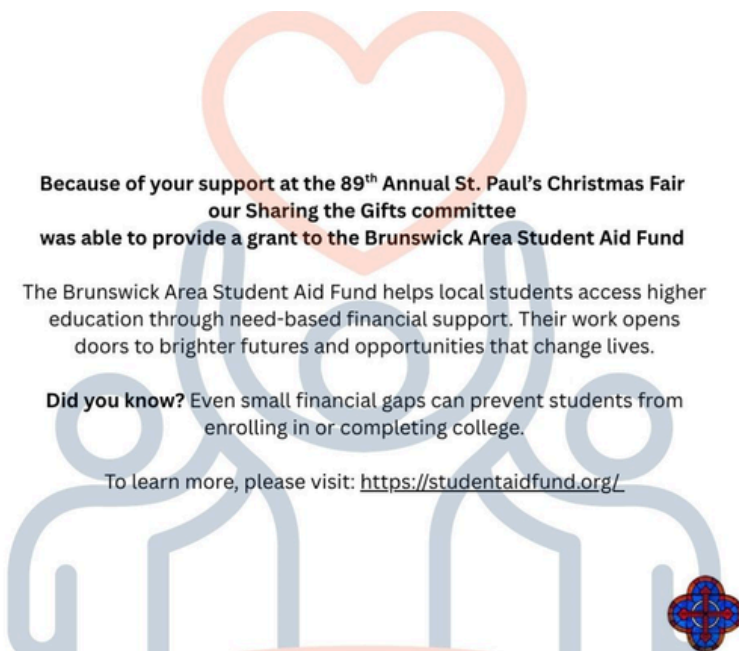 Because of your support at the 89th Annual St. Paul's Christmas Fair
our Sharing the Gifts committee
was able to provide a grant to the Brunswick Area Student Aid Fund
The Brunswick Area Student Aid Fund helps local students access higher
education through need-based financial support. Their work opens
doors to brighter futures and opportunities that change lives.
Did you know? Even small financial gaps can prevent students from
enrolling in or completing college.
To learn more, please visit: https://studentaidfund.org/